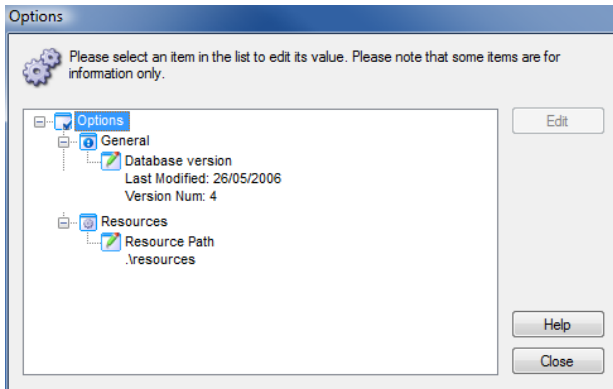 Options
Please select an item in the list to edit its value. Please note that some items are for
information only.
Options
Edit
General
Database version
Last Modified: 26/05/2006
Version Num: 4
Resources
Resource Path
.\resources
Help
Close